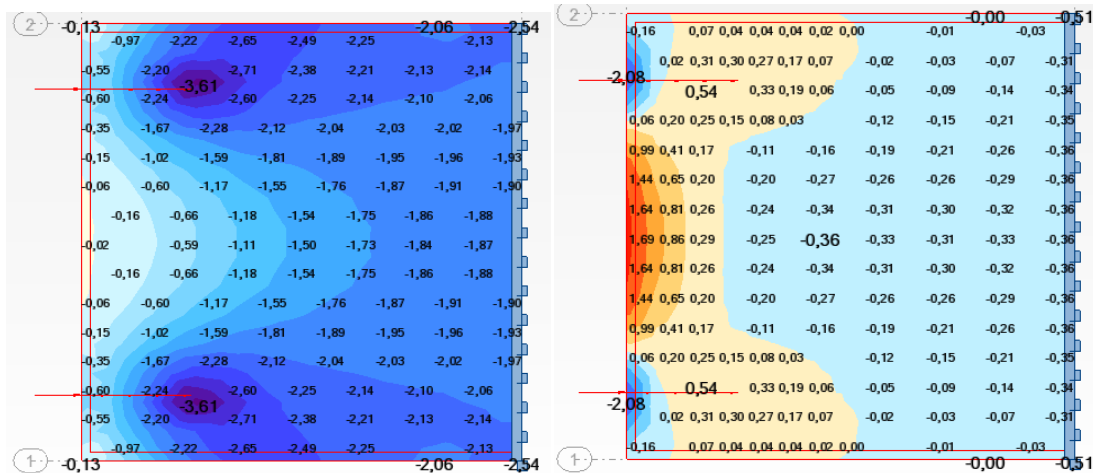 2 -0,13 -2,06 -2,54
-0,97 -2,22 -2,65 -2,49 -2,25 -2,13
-0,55 -2,20 -2,71 -2,38 -2,21 -2,13 -2,14
-3,61
-0,60 -2,24 -2,60 -2,25 -2,14 -2,10 -2,06
-0,35 -1,67 -2,28 -2,12 -2,04 -2,03 -2,02 -1,97
-0,15 -1,02 -1,59 -1,81 -1,89 -1,95 -1,96 -1,93
-0,06 -0,60 -1,17 -1,55 -1,76 -1,87 -1,91 -1,90
-0,16 -0,66 -1,18 -1,54 -1,75 -1,86 -1,88
-0,02 -0,59 -1,11 -1,50 -1,73 -1,84 -1,87
-0,16 -0,66 -1,18 -1,54 -1,75 -1,86 -1,88
-0,06 -0,60 -1,17 -1,55 -1,76 -1,87 -1,91 -1,90
-0,15 -1,02 -1,59 -1,81 -1,89 -1,95 -1,96 -1,93
-0,35 -1,67 -2,28 -2,12 -2,04 -2,03 -2,02 -1,97
-0,60 -2,24 -2,60 -2,25 -2,14 -2,10 -2,06
-3,61
-0,55 -2,20 -2,71 -2,38 -2,21 -2,13 -2,14
-0,97 -2,22 -2,65 -2,49 -2,25 -2,13
1 -0,13 -2,06 -2,54
2 -0,00 -0,51
-0,16 0,07 0,04 0,04 0,04 0,02 0,00 -0,01 -0,03
0,02 0,31 0,30 0,27 0,17 0,07 -0,02 -0,03 -0,07 -0,31
-2,08
0,54 0,33 0,19 0,06 -0,05 -0,09 -0,14 -0,34
0,06 0,20 0,25 0,15 0,08 0,03 -0,12 -0,15 -0,21 -0,35
0,99 0,41 0,17 -0,11 -0,16 -0,19 -0,21 -0,26 -0,36
1,44 0,65 0,20 -0,20 -0,27 -0,26 -0,26 -0,29 -0,36
1,64 0,81 0,26 -0,24 -0,34 -0,31 -0,30 -0,32 -0,36
1,69 0,86 0,29 -0,25 -0,36 -0,33 -0,31 -0,33 -0,36
1,64 0,81 0,26 -0,24 -0,34 -0,31 -0,30 -0,32 -0,36
1,44 0,65 0,20 -0,20 -0,27 -0,26 -0,26 -0,29 -0,36
0,99 0,41 0,17 -0,11 -0,16 -0,19 -0,21 -0,26 -0,36
0,06 0,20 0,25 0,15 0,08 0,03 -0,12 -0,15 -0,21 -0,35
0,54 0,33 0,19 0,06 -0,05 -0,09 -0,14 -0,34
-2,08
0,02 0,31 0,30 0,27 0,17 0,07 -0,02 -0,03 -0,07 -0,31
-0,16 0,07 0,04 0,04 0,04 0,02 0,00 -0,01 -0,03
1 -0,00 -0,51